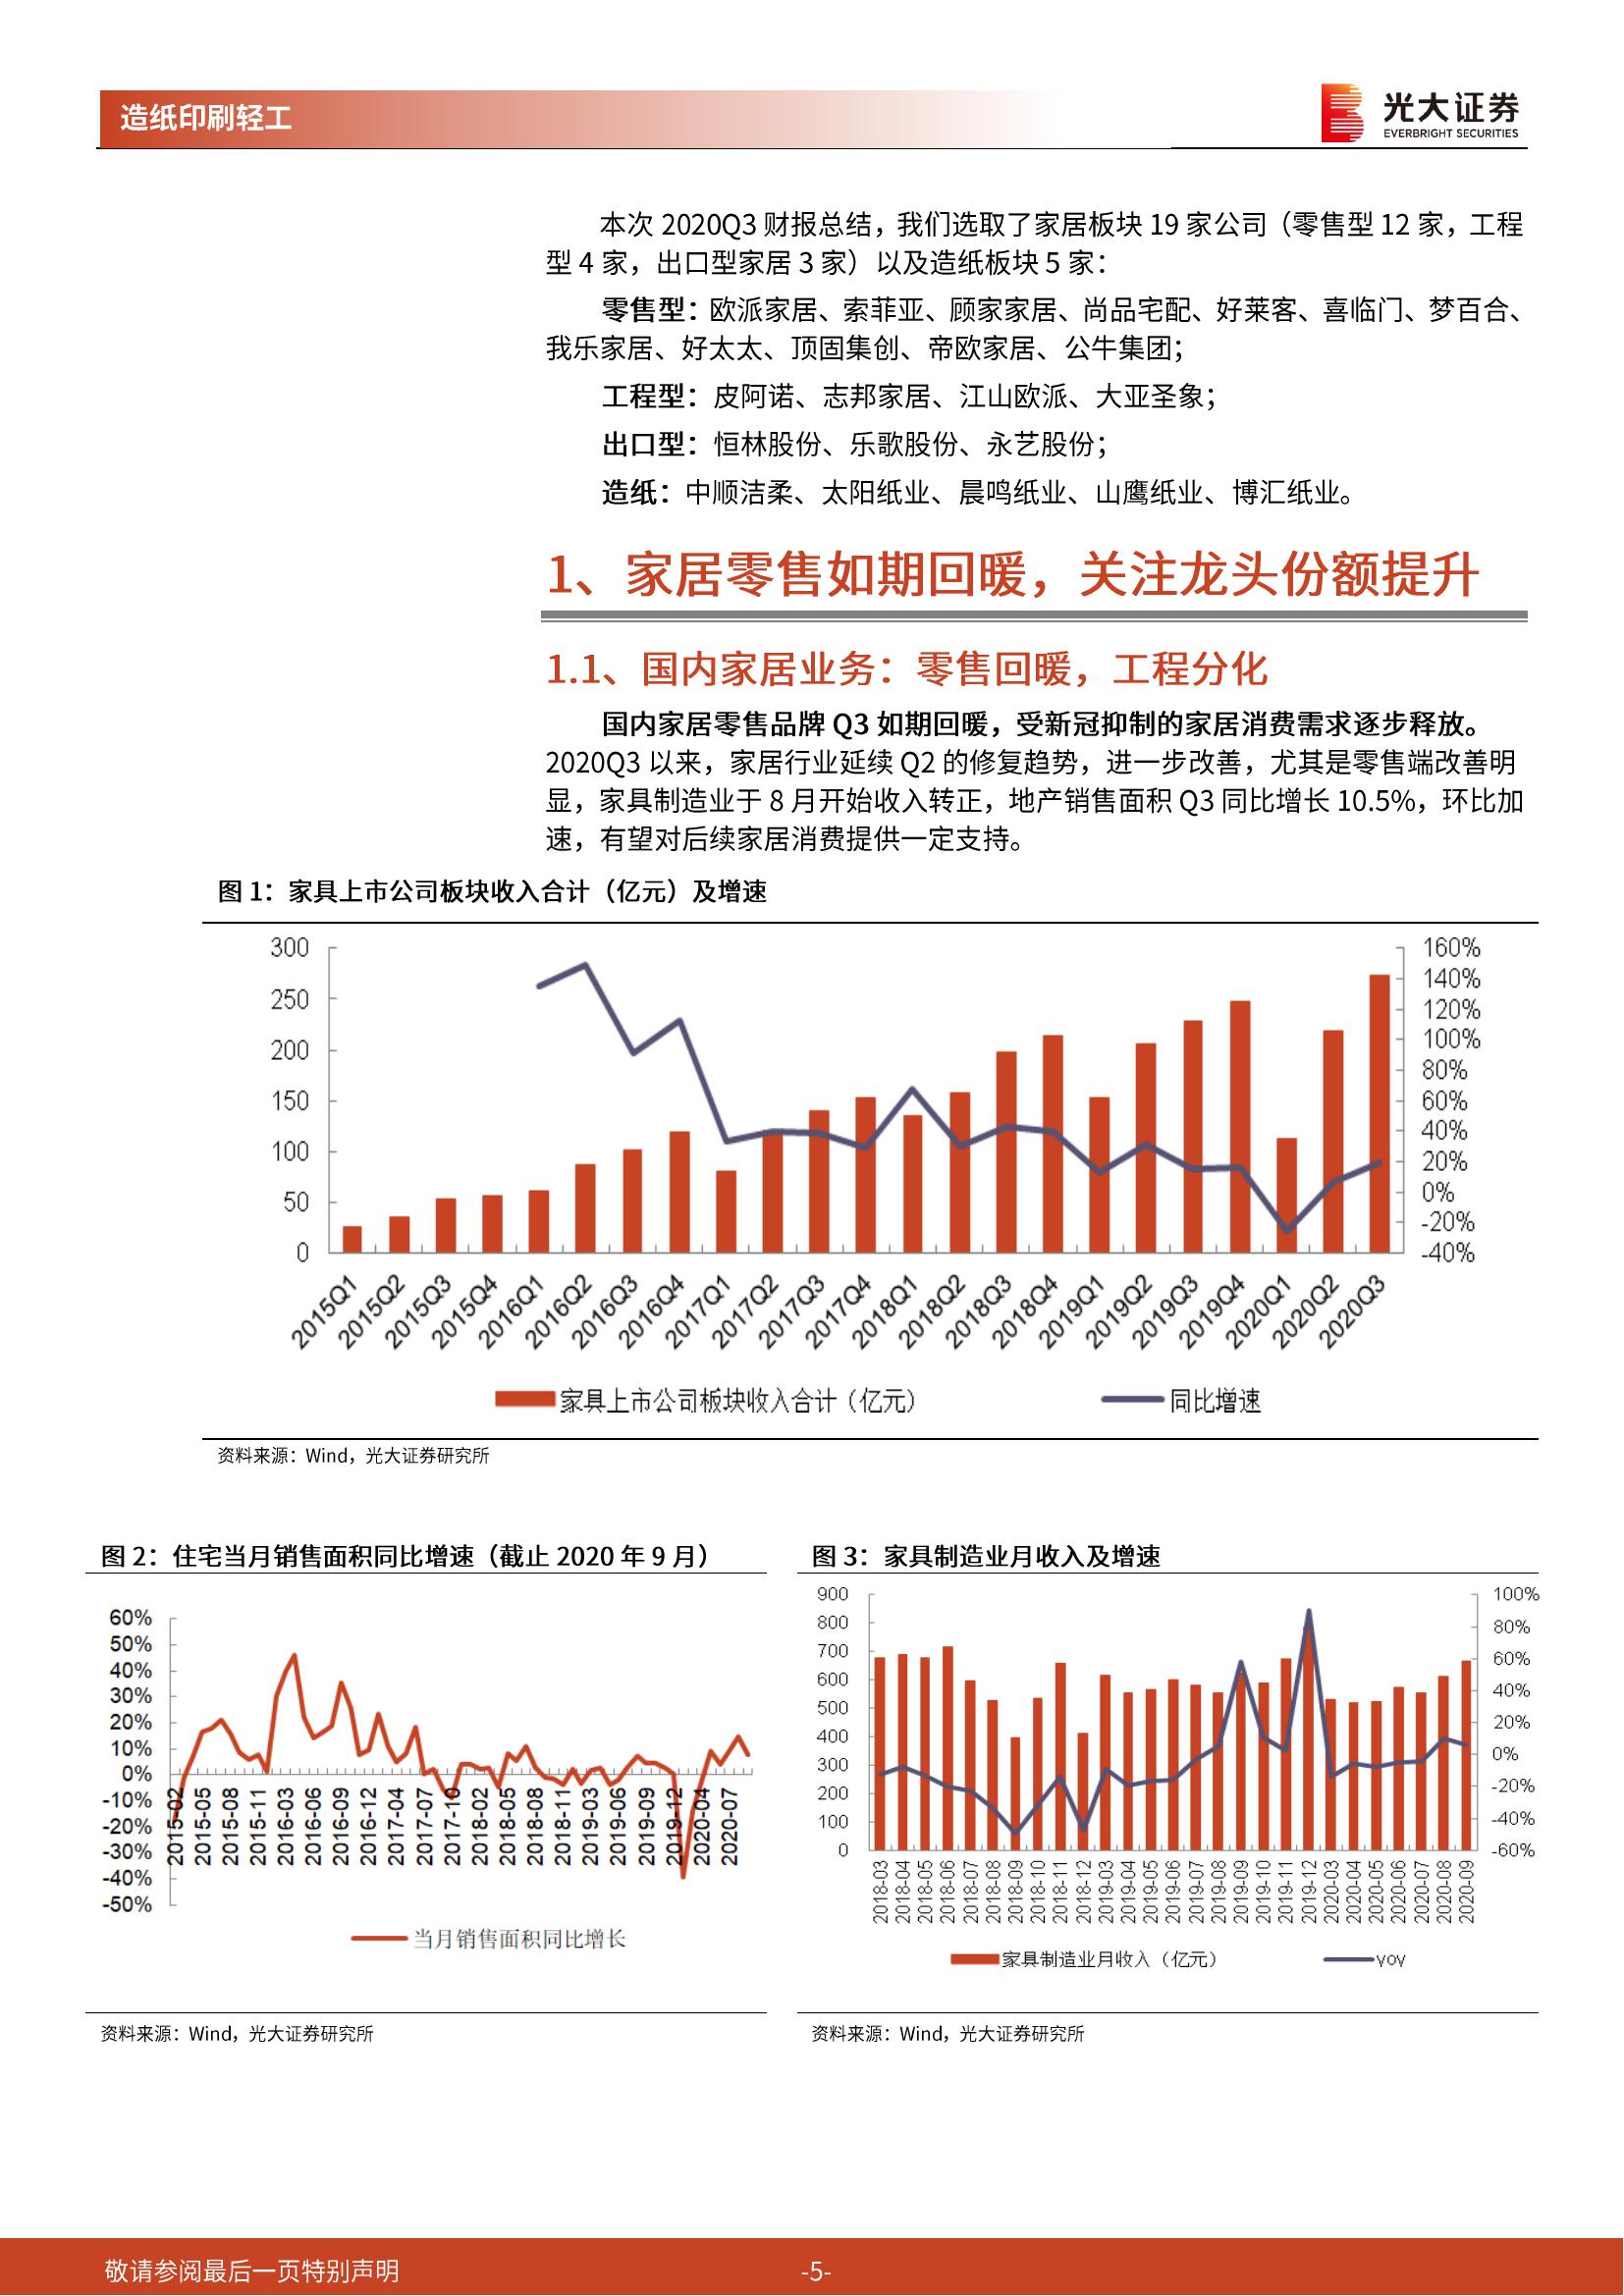 造纸印刷轻工
光大证券
EVERBRIGHT SECURITIES
本次 2020Q3 财报总结，我们选取了家居板块 19 家公司（零售型 12 家，工程
型 4 家，出口型家居 3 家）以及造纸板块 5 家：
零售型：欧派家居、索菲亚、顾家家居、尚品宅配、好莱客、喜临门、梦百合、
我乐家居、好太太、顶固集创、帝欧家居、公牛集团；
工程型：皮阿诺、志邦家居、江山欧派、大亚圣象；
出口型：恒林股份、乐歌股份、永艺股份；
造纸：中顺洁柔、太阳纸业、晨鸣纸业、山鹰纸业、博汇纸业。
1、家居零售如期回暖，关注龙头份额提升
1.1、国内家居业务：零售回暖，工程分化
国内家居零售品牌 Q3 如期回暖，受新冠抑制的家居消费需求逐步释放。
2020Q3 以来，家居行业延续 Q2 的修复趋势，进一步改善，尤其是零售端改善明
显，家具制造业于 8 月开始收入转正，地产销售面积 Q3 同比增长 10.5%，环比加
速，有望对后续家居消费提供一定支持。
图 1：家具上市公司板块收入合计（亿元）及增速
300
250
200
150
100
50
0
160%
140%
120%
100%
80%
60%
40%
20%
0%
-20%
-40%
2015Q1
2015Q2
2015Q3
2015Q4
2016Q1
2016Q2
2016Q3
2016Q4
2017Q1
2017Q2
2017Q3
2017Q4
2018Q1
2018Q2
2018Q3
2018Q4
2019Q1
2019Q2
2019Q3
2019Q4
2020Q1
2020Q2
2020Q3
家具上市公司板块收入合计（亿元）
同比增速
资料来源：Wind，光大证券研究所
图 2：住宅当月销售面积同比增速（截止 2020 年 9 月）
60%
50%
40%
30%
20%
10%
0%
-10%
-20%
-30%
-40%
-50%
2015-02
2015-05
2015-08
2015-11
2016-03
2016-06
2016-09
2016-12
2017-04
2017-07
2017-10
2018-02
2018-05
2018-08
2018-11
2019-03
2019-06
2019-09
2019-12
2020-04
2020-07
当月销售面积同比增长
资料来源：Wind，光大证券研究所
图 3：家具制造业月收入及增速
900
800
700
600
500
400
300
200
100
0
100%
80%
60%
40%
20%
0%
-20%
-40%
-60%
2018-03
2018-04
2018-05
2018-06
2018-07
2018-08
2018-09
2018-10
2018-11
2018-12
2019-03
2019-04
2019-05
2019-06
2019-07
2019-08
2019-09
2019-10
2019-11
2019-12
2020-03
2020-04
2020-05
2020-06
2020-07
2020-08
2020-09
家具制造业月收入（亿元）
yoy
资料来源：Wind，光大证券研究所
敬请参阅最后一页特别声明
-5-